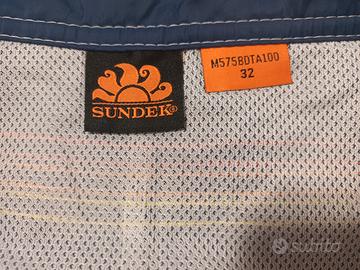 SUNDEK®
M575BDTA100
32
subito